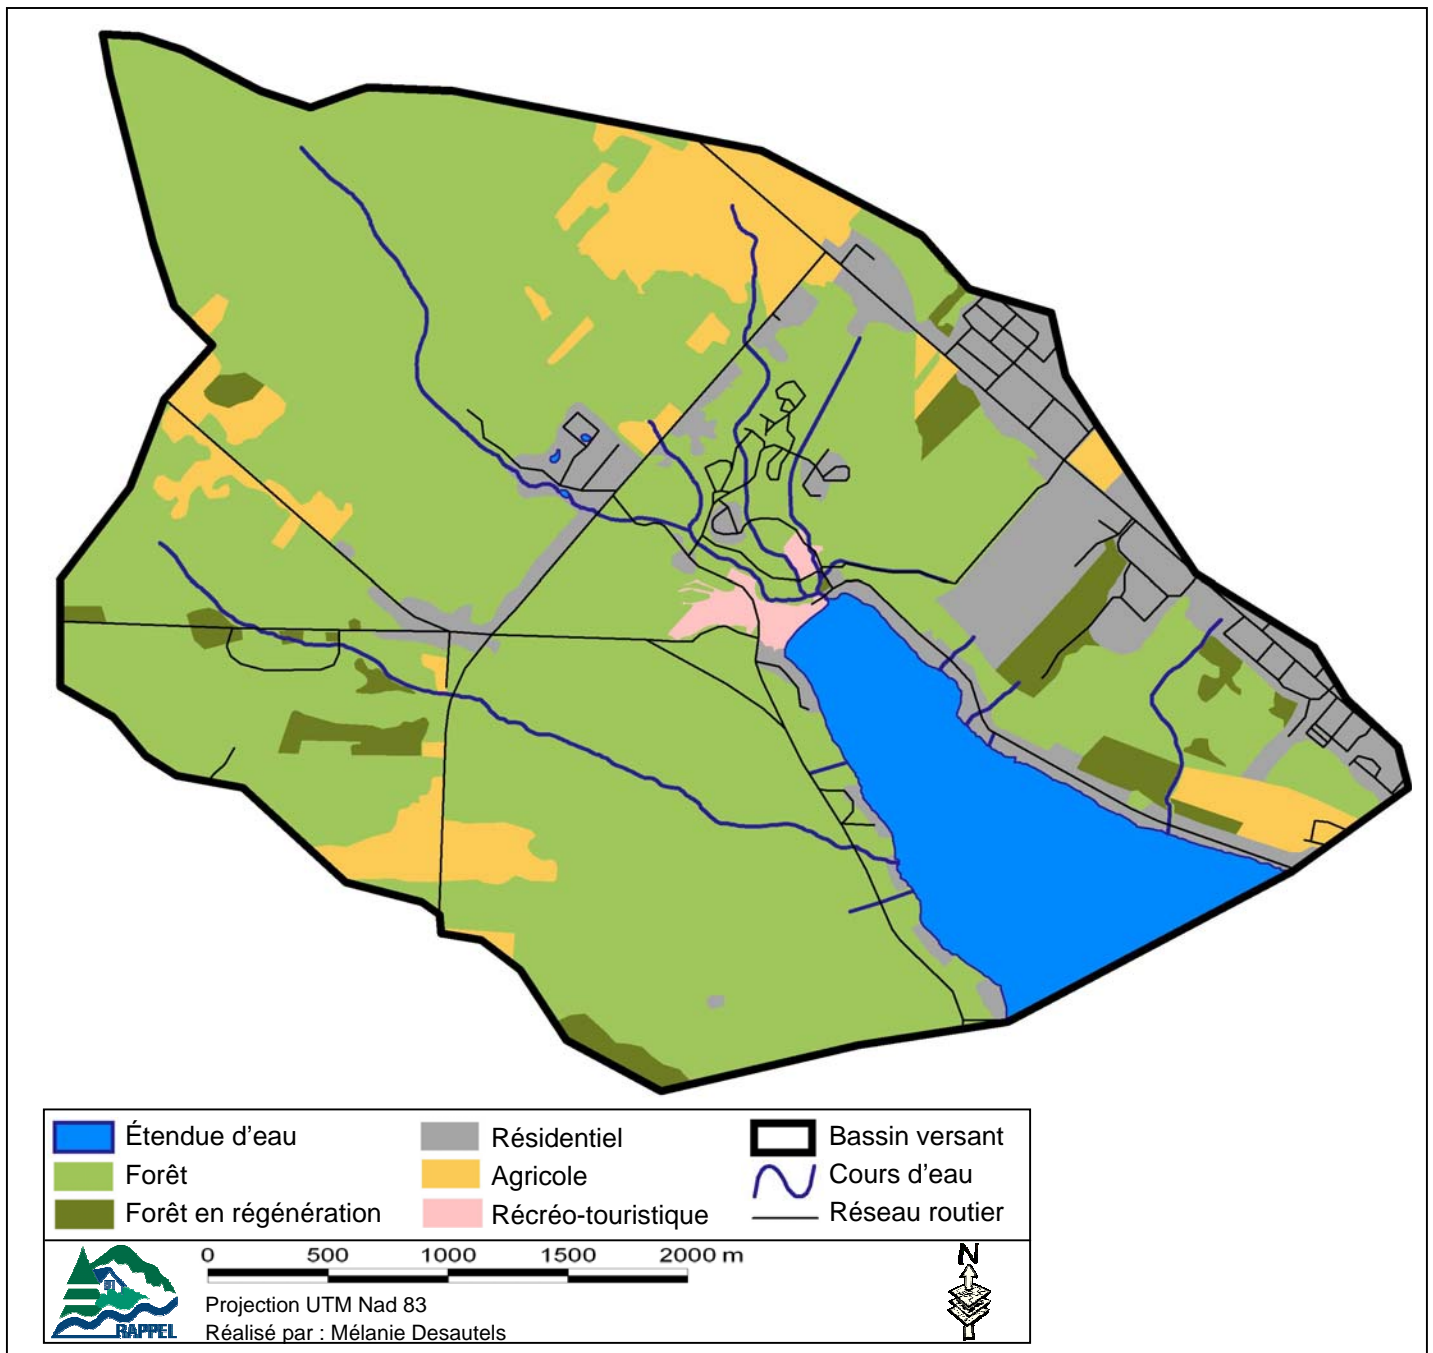 Étendue d'eau
Forêt
Forêt en régénération
Résidentiel
Agricole
Récréo-touristique
Bassin versant
Cours d'eau
Réseau routier
0 500 1000 1500 2000 m
Projection UTM Nad 83
Réalisé par : Mélanie Desautels
RAPPEL
N